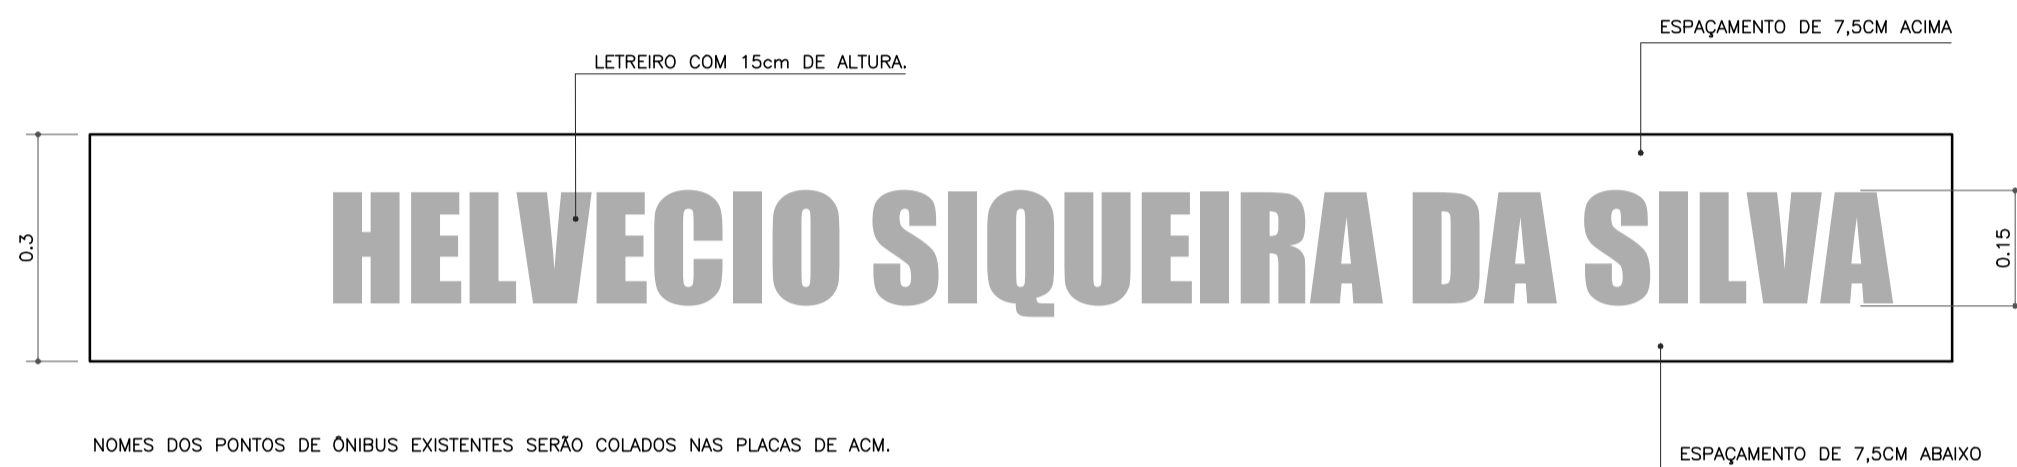 ESPAÇAMENTO DE 7,5CM ACIMA
LETREIRO COM 15cm DE ALTURA.
0.3
HELVECIO SIQUEIRA DA SILVA
0.15
NOMES DOS PONTOS DE ÔNIBUS EXISTENTES SERÃO COLADOS NAS PLACAS DE ACM.
ESPAÇAMENTO DE 7,5CM ABAIXO